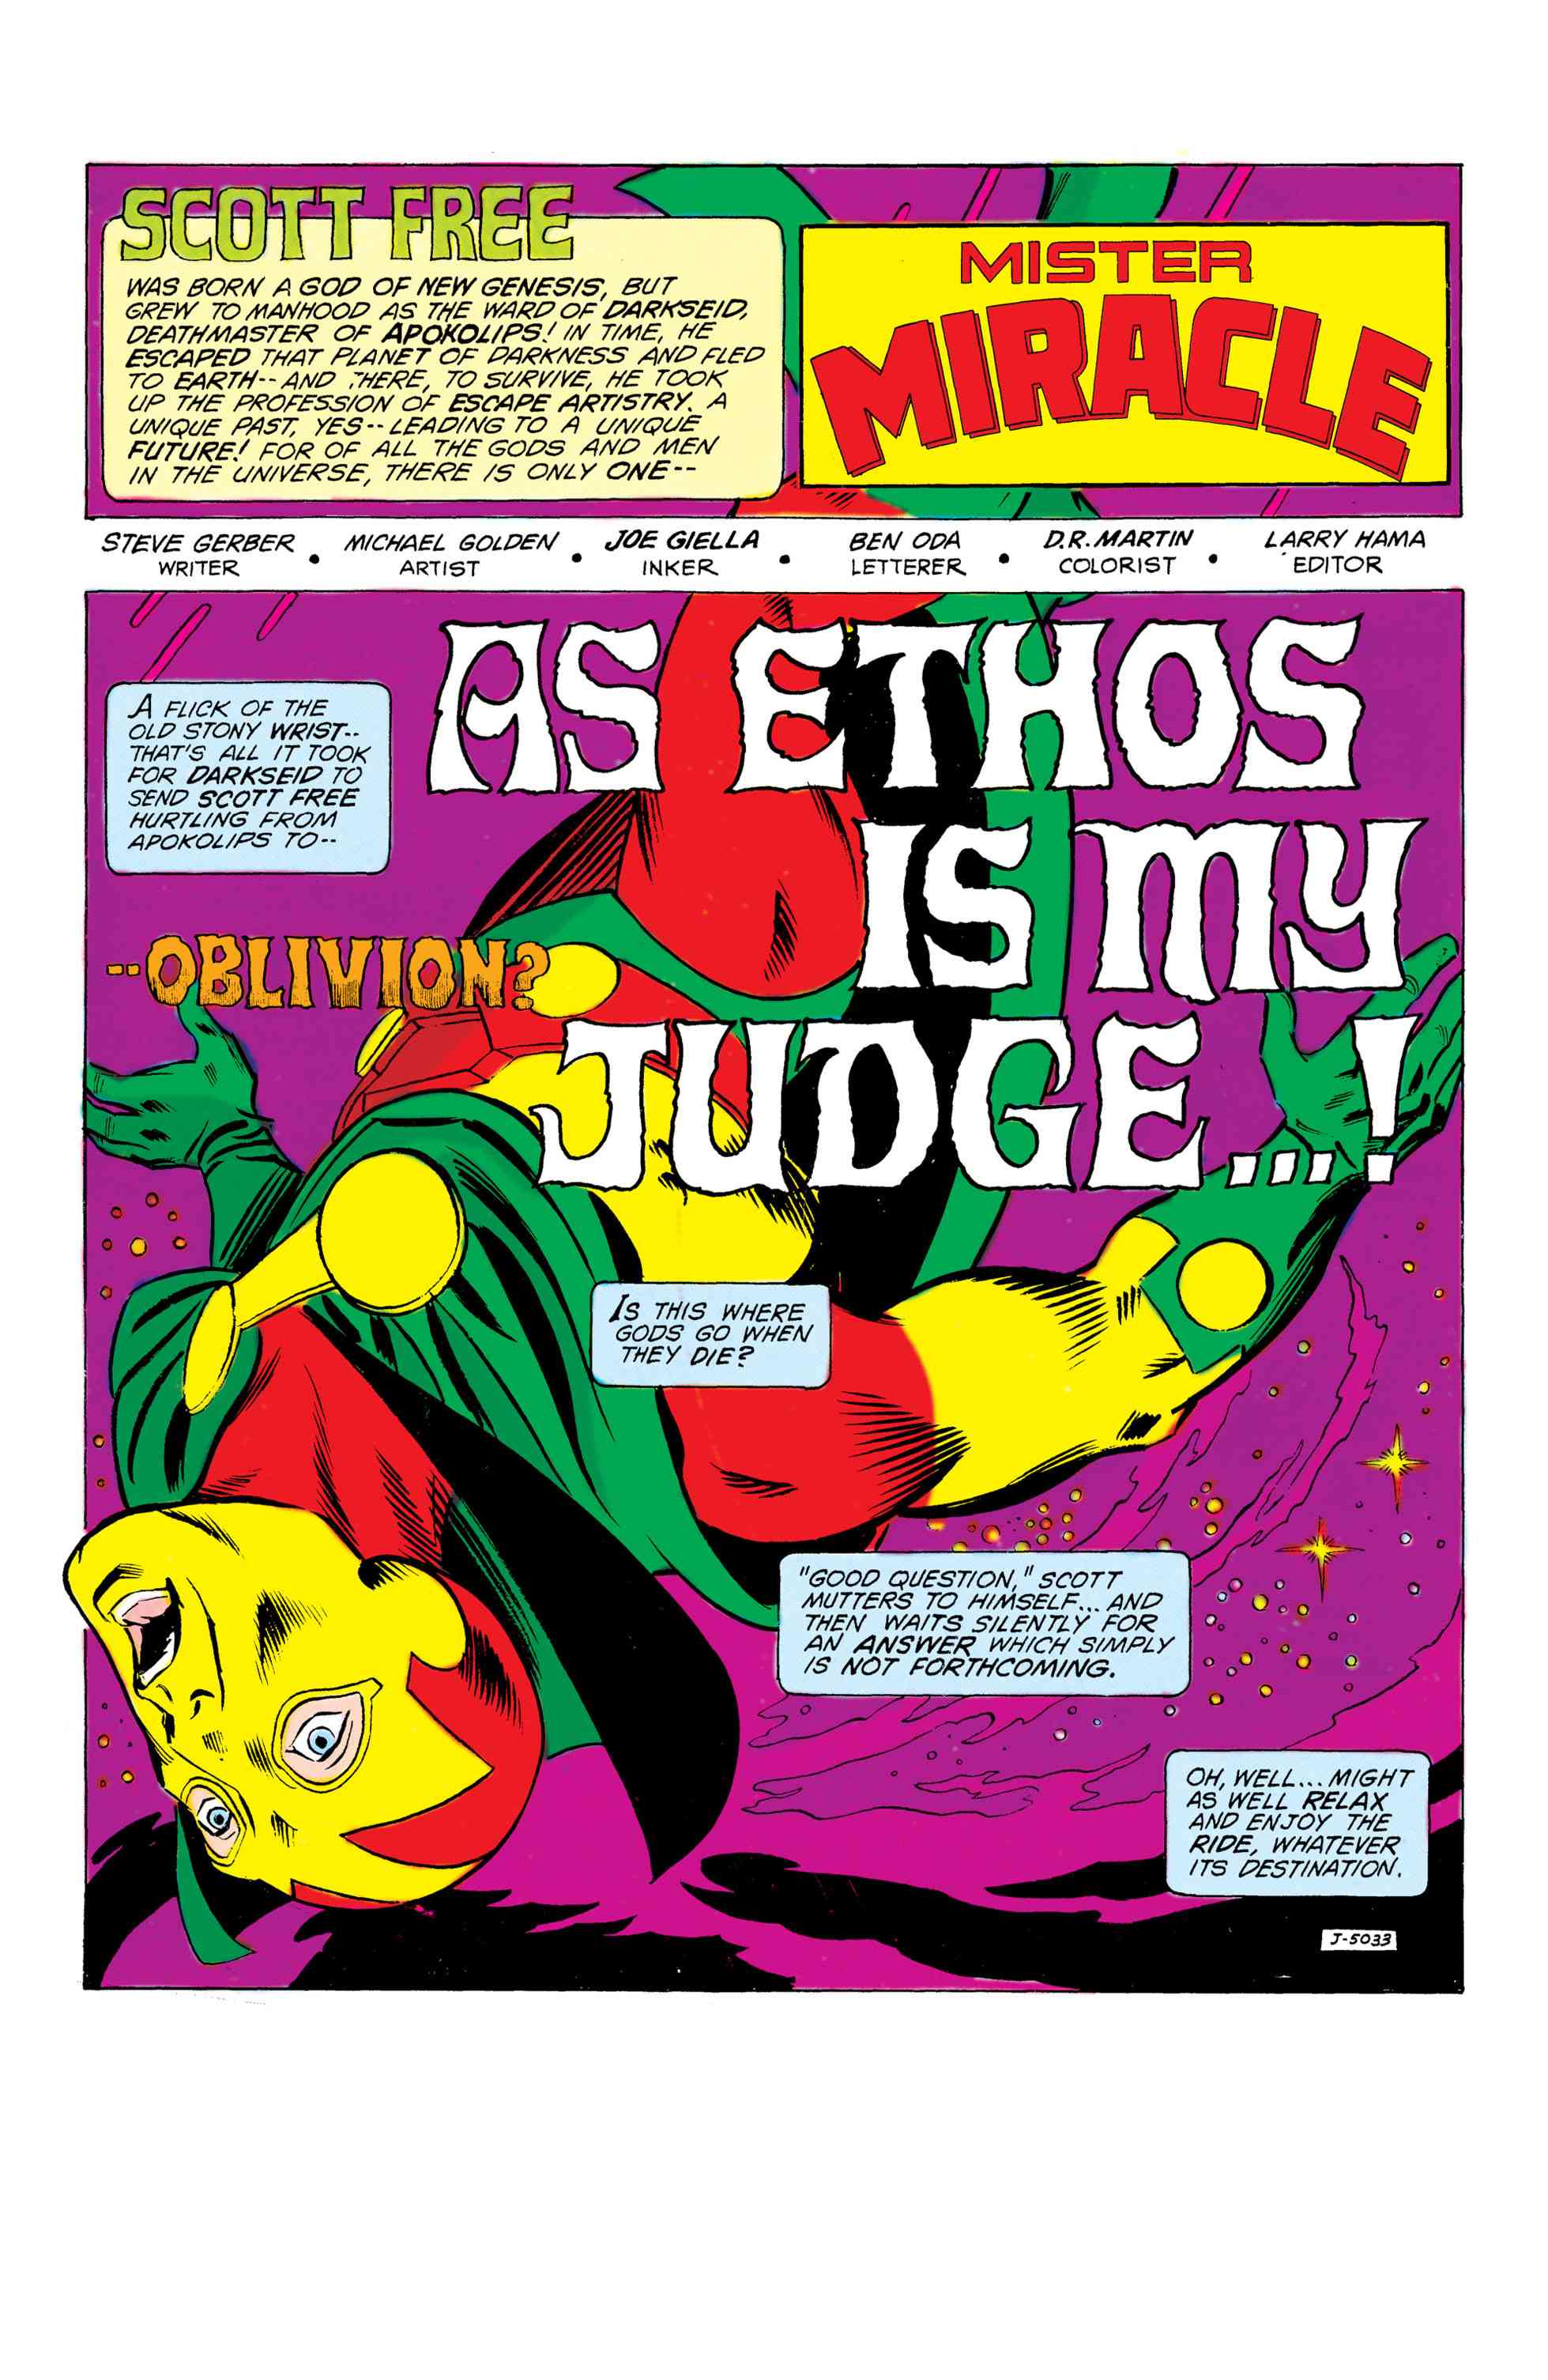 SCOTT FREE
WAS BORN A GOD OF NEW GENESIS, BUT
GREW TO MANHOOD AS THE WARD OF DARKSEID,
DEATHMASTER OF APOKOLIPS! IN TIME, HE
ESCAPED THAT PLANET OF DARKNESS AND FLED
TO EARTH-- AND THERE, TO SURVIVE, HE TOOK
UP THE PROFESSION OF ESCAPE ARTISTRY. A
UNIQUE PAST, YES-- LEADING TO A UNIQUE
FUTURE! FOR OF ALL THE GODS AND MEN
IN THE UNIVERSE, THERE IS ONLY ONE--
MISTER
MIRACLE
STEVE GERBER • MICHAEL GOLDEN • JOE GIELLA • BEN ODA • D.R. MARTIN • LARRY HAMA
WRITER ARTIST INKER LETTERER COLORIST EDITOR
AS ETHOS
IS MY
JUDGE...!
A FLICK OF THE
OLD STONY WRIST--
THAT'S ALL IT TOOK
FOR DARKSEID TO
SEND SCOTT FREE
HURTLING FROM
APOKOLIPS TO--
--OBLIVION?
IS THIS WHERE
GODS GO WHEN
THEY DIE?
"GOOD QUESTION," SCOTT
MUTTERS TO HIMSELF... AND
THEN WAITS SILENTLY FOR
AN ANSWER WHICH SIMPLY
IS NOT FORTHCOMING.
OH, WELL... MIGHT
AS WELL RELAX
AND ENJOY THE
RIDE, WHATEVER
ITS DESTINATION.
J-5033